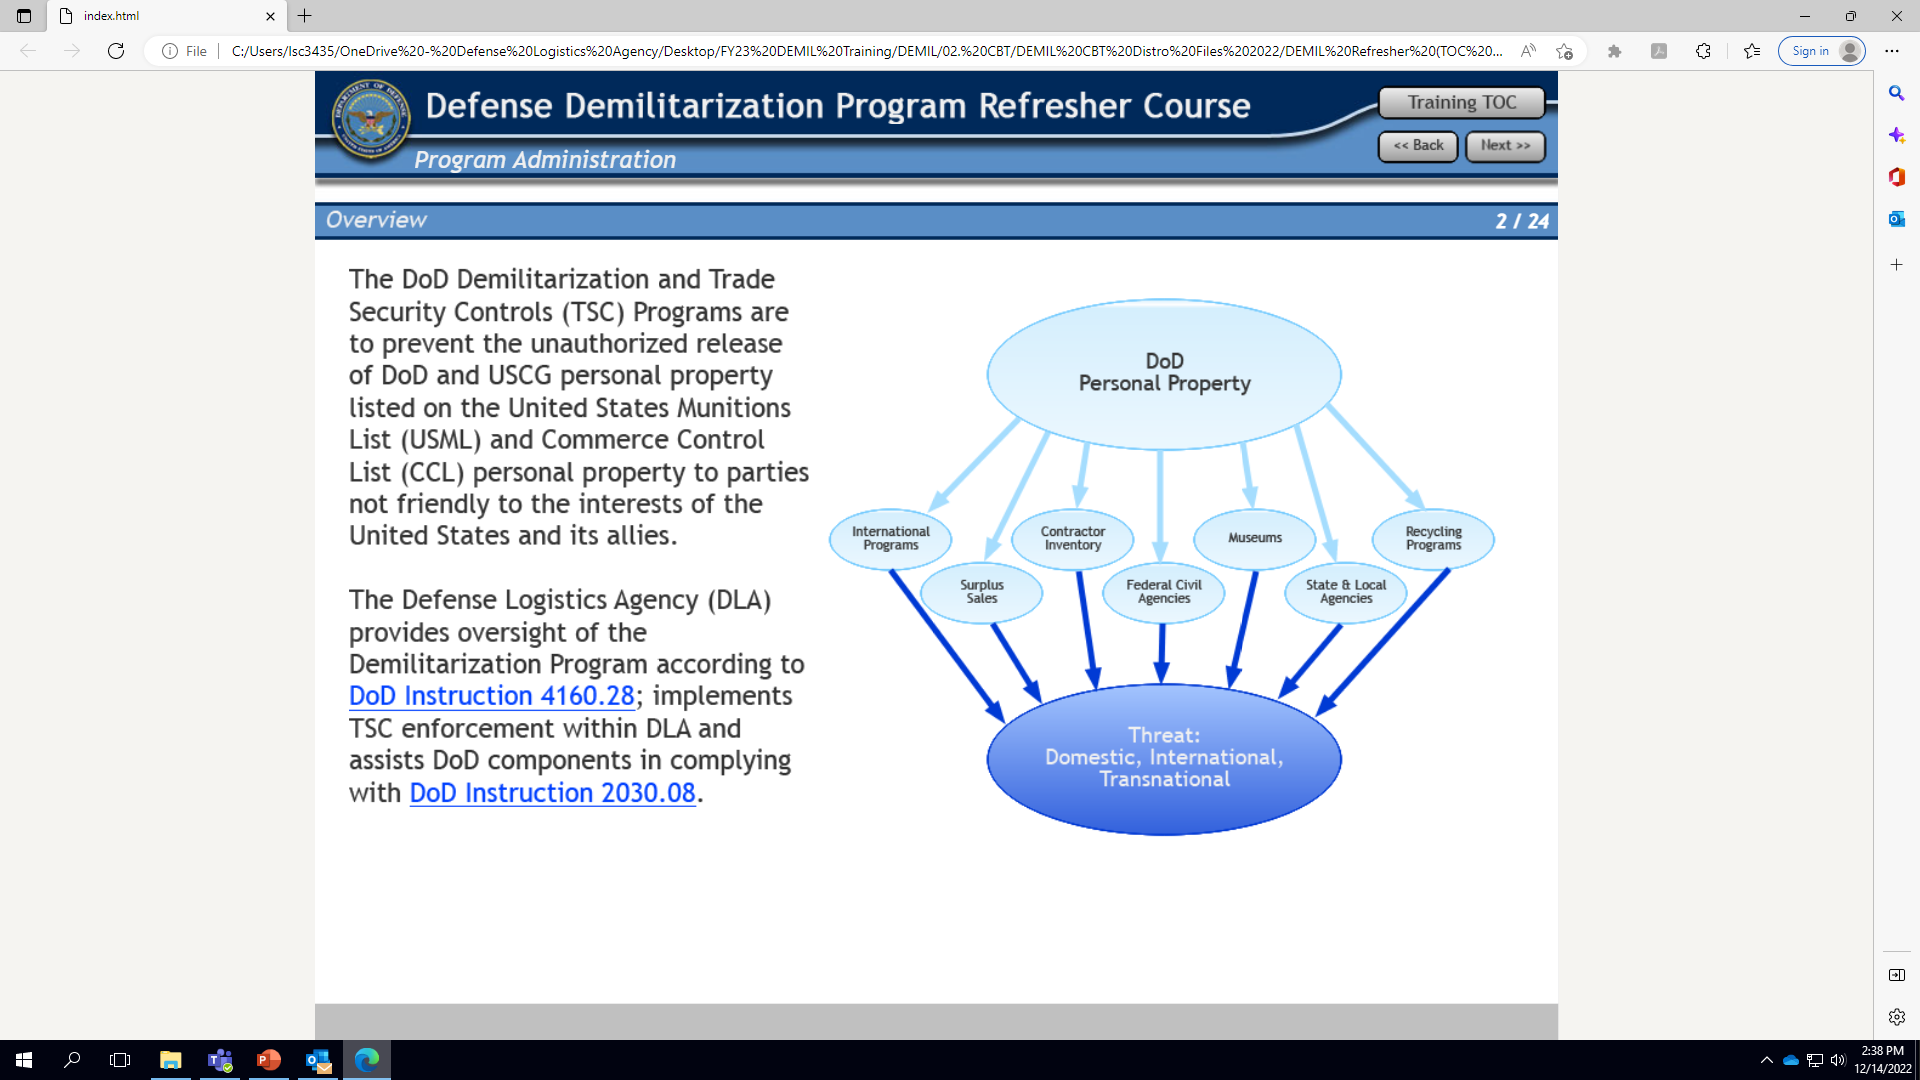 index.html
File
C:/Users/lsc3435/OneDrive%20-%20Defense%20Logistics%20Agency/Desktop/FY23%20DEMIL%20Training/DEMIL/02.%20CBT/DEMIL%20CBT%20Distro%20Files%202022/DEMIL%20Refresher%20(TOC%20...
Sign in
Defense Demilitarization Program Refresher Course
Training TOC
<< Back
Next >>
Program Administration
Overview
2 / 24
The DoD Demilitarization and Trade
Security Controls (TSC) Programs are
to prevent the unauthorized release
of DoD and USCG personal property
listed on the United States Munitions
List (USML) and Commerce Control
List (CCL) personal property to parties
not friendly to the interests of the
United States and its allies.
The Defense Logistics Agency (DLA)
provides oversight of the
Demilitarization Program according to
DoD Instruction 4160.28; implements
TSC enforcement within DLA and
assists DoD components in complying
with DoD Instruction 2030.08.
DoD
Personal Property
International
Programs
Surplus
Sales
Contractor
Inventory
Federal Civil
Agencies
Museums
State & Local
Agencies
Recycling
Programs
Threat:
Domestic, International,
Transnational
2:38 PM
12/14/2022